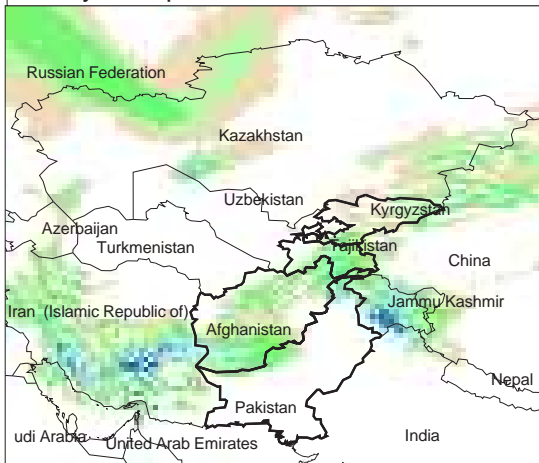 Russian Federation
Kazakhstan
Uzbekistan
Kyrgyzstan
Azerbaijan
Turkmenistan
Tajikistan
China
Iran (Islamic Republic of)
Jammu/Kashmir
Afghanistan
Nepal
Pakistan
udi Arabia
United Arab Emirates
India